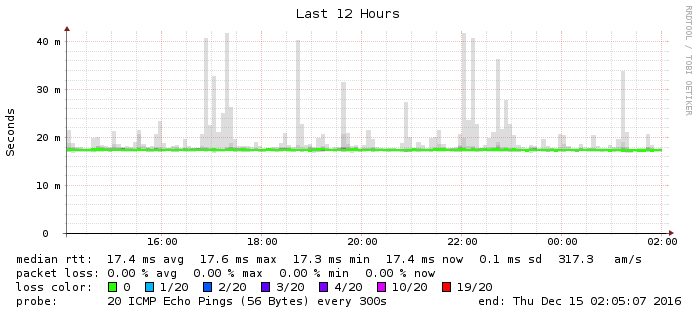 Last 12 Hours
RRDTOOL / TOBI OETIKER
Seconds
40 m
30 m
20 m
10 m
0
16:00 18:00 20:00 22:00 00:00 02:00
median rtt: 17.4 ms avg 17.6 ms max 17.3 ms min 17.4 ms now 0.1 ms sd 317.3 am/s
packet loss: 0.00 % avg 0.00 % max 0.00 % min 0.00 % now
loss color: 0 1/20 2/20 3/20 4/20 10/20 19/20
probe: 20 ICMP Echo Pings (56 Bytes) every 300s end: Thu Dec 15 02:05:07 2016